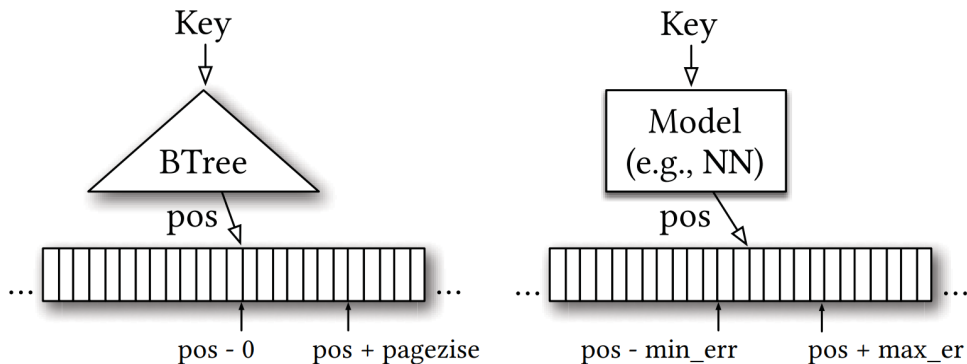 Key
BTree
pos
...
...
pos - 0
pos + pagezise
Key
Model
(e.g., NN)
pos
...
...
pos - min_err
pos + max_er